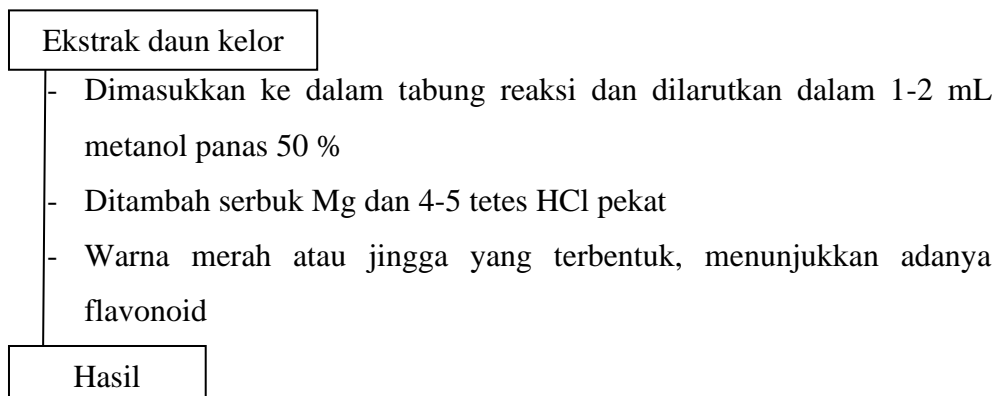 Ekstrak daun kelor
- Dimasukkan ke dalam tabung reaksi dan dilarutkan dalam 1-2 mL
metanol panas 50 %
- Ditambah serbuk Mg dan 4-5 tetes HCl pekat
- Warna merah atau jingga yang terbentuk, menunjukkan adanya
flavonoid
Hasil